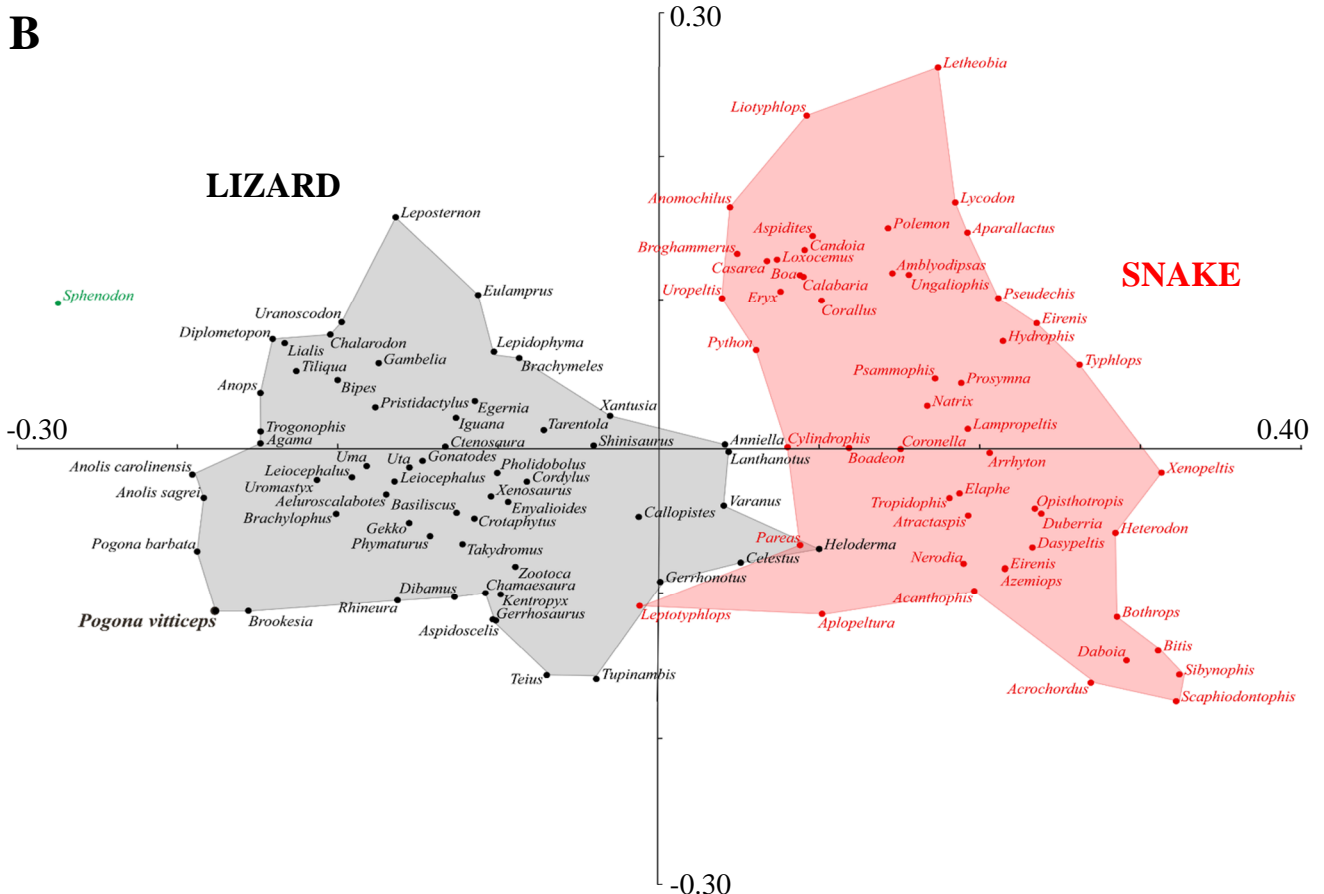 B
0.30
Letheobia
Liotyphlops
LIZARD
Anomochilus
Lycodon
Leposternon
Aspidites
Polemon
Aparallactus
Broghammerus
Candoia
Loxocemus
Casarea
Boa
Amblyodipsas
SNAKE
Ungaliophis
Calabaria
Sphenodon
Eulamprus
Uropeltis
Eryx
Corallus
Pseudechis
Uranoscodon
Eirenis
Diplometopon
Chalarodon
Hydrophis
Lialis
Lepidophyma
Python
Gambelia
Brachymeles
Typhlops
Tiliqua
Psammophis
Prosymna
Anops
Bipes
Pristidactylus
Egernia
Xantusia
Natrix
Iguana
Tarentola
Lampropeltis
-0.30
Trogonophis
Agama
Ctenosaura
Shinisaurus
Anniella
Cylindrophis
Coronella
0.40
Uma
Uta
Gonatodes
Lanthanotus
Boadeon
Arrhyton
Anolis carolinensis
Leiocephalus
Pholidobolus
Xenopeltis
Uromastyx
Leiocephalus
Cordylus
Anolis sagrei
Aeluroscalabotes
Xenosaurus
Elaphe
Basiliscus
Enyalioides
Varanus
Tropidophis
Opisthotropis
Brachylophus
Crotaphytus
Callopistes
Atractaspis
Duberria
Gekko
Heterodon
Pogona barbata
Phymaturus
Takydromus
Pareas
Heloderma
Dasypeltis
Celestus
Nerodia
Eirenis
Zootoca
Gerrhonotus
Azemiops
Dibamus
Chamaesaura
Acanthophis
Rhineura
Kentropyx
Pogona vitticeps
Brookesia
Gerrhosaurus
Leptotyphlops
Aplopeltura
Bothrops
Aspidoscelis
Daboia
Bitis
Teius
Tupinambis
Sibynophis
Acrochordus
Scaphiodontophis
-0.30